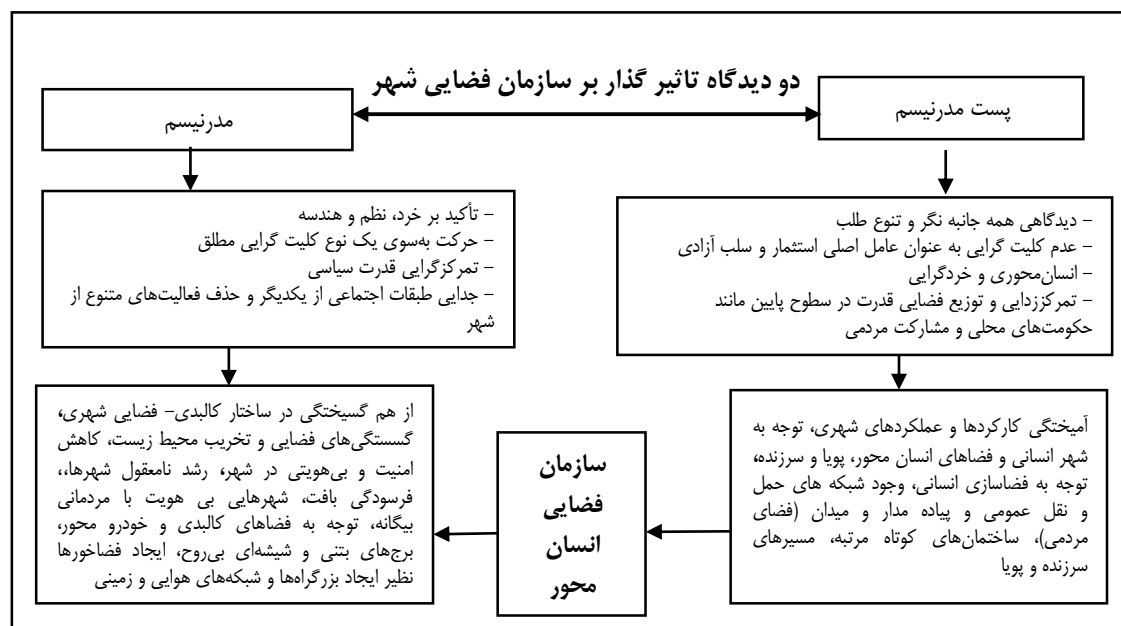 دو دیدگاه تاثیر گذار بر سازمان فضایی شهر
پست مدرنیسم
مدرنیسم
- دیدگاهی همه جانبه نگر و تنوع طلب
- عدم کلیت گرایی به عنوان عامل اصلی استثمار و سلب آزادی
- انسان‌محوری و خردگرایی
- تمرکززدایی و توزیع فضایی قدرت در سطوح پایین مانند
حکومت‌های محلی و مشارکت مردمی
- تأکید بر خرد، نظم و هندسه
- حرکت به‌سوی یک نوع کلیت گرایی مطلق
- تمرکزگرایی قدرت سیاسی
- جدایی طبقات اجتماعی از یکدیگر و حذف فعالیت‌های متنوع از
شهر
آمیختگی کارکردها و عملکردهای شهری، توجه به
شهر انسانی و فضاهای انسان محور، پویا و سرزنده،
توجه به فضاسازی انسانی، وجود شبکه های حمل
و نقل عمومی و پیاده مدار و میدان (فضای
مردمی)، ساختمان‌های کوتاه مرتبه، مسیرهای
سرزنده و پویا
سازمان
فضایی
انسان
محور
از هم گسیختگی در ساختار کالبدی- فضایی شهری،
گسستگی‌های فضایی و تخریب محیط زیست، کاهش
امنیت و بی‌هویتی در شهر، رشد نامعقول شهرها،،
فرسودگی بافت، شهرهایی بی هویت با مردمانی
بیگانه، توجه به فضاهای کالبدی و خودرو محور،
برج‌های بتنی و شیشه‌ای بی‌روح، ایجاد فضاخورها
نظیر ایجاد بزرگراه‌ها و شبکه‌های هوایی و زمینی